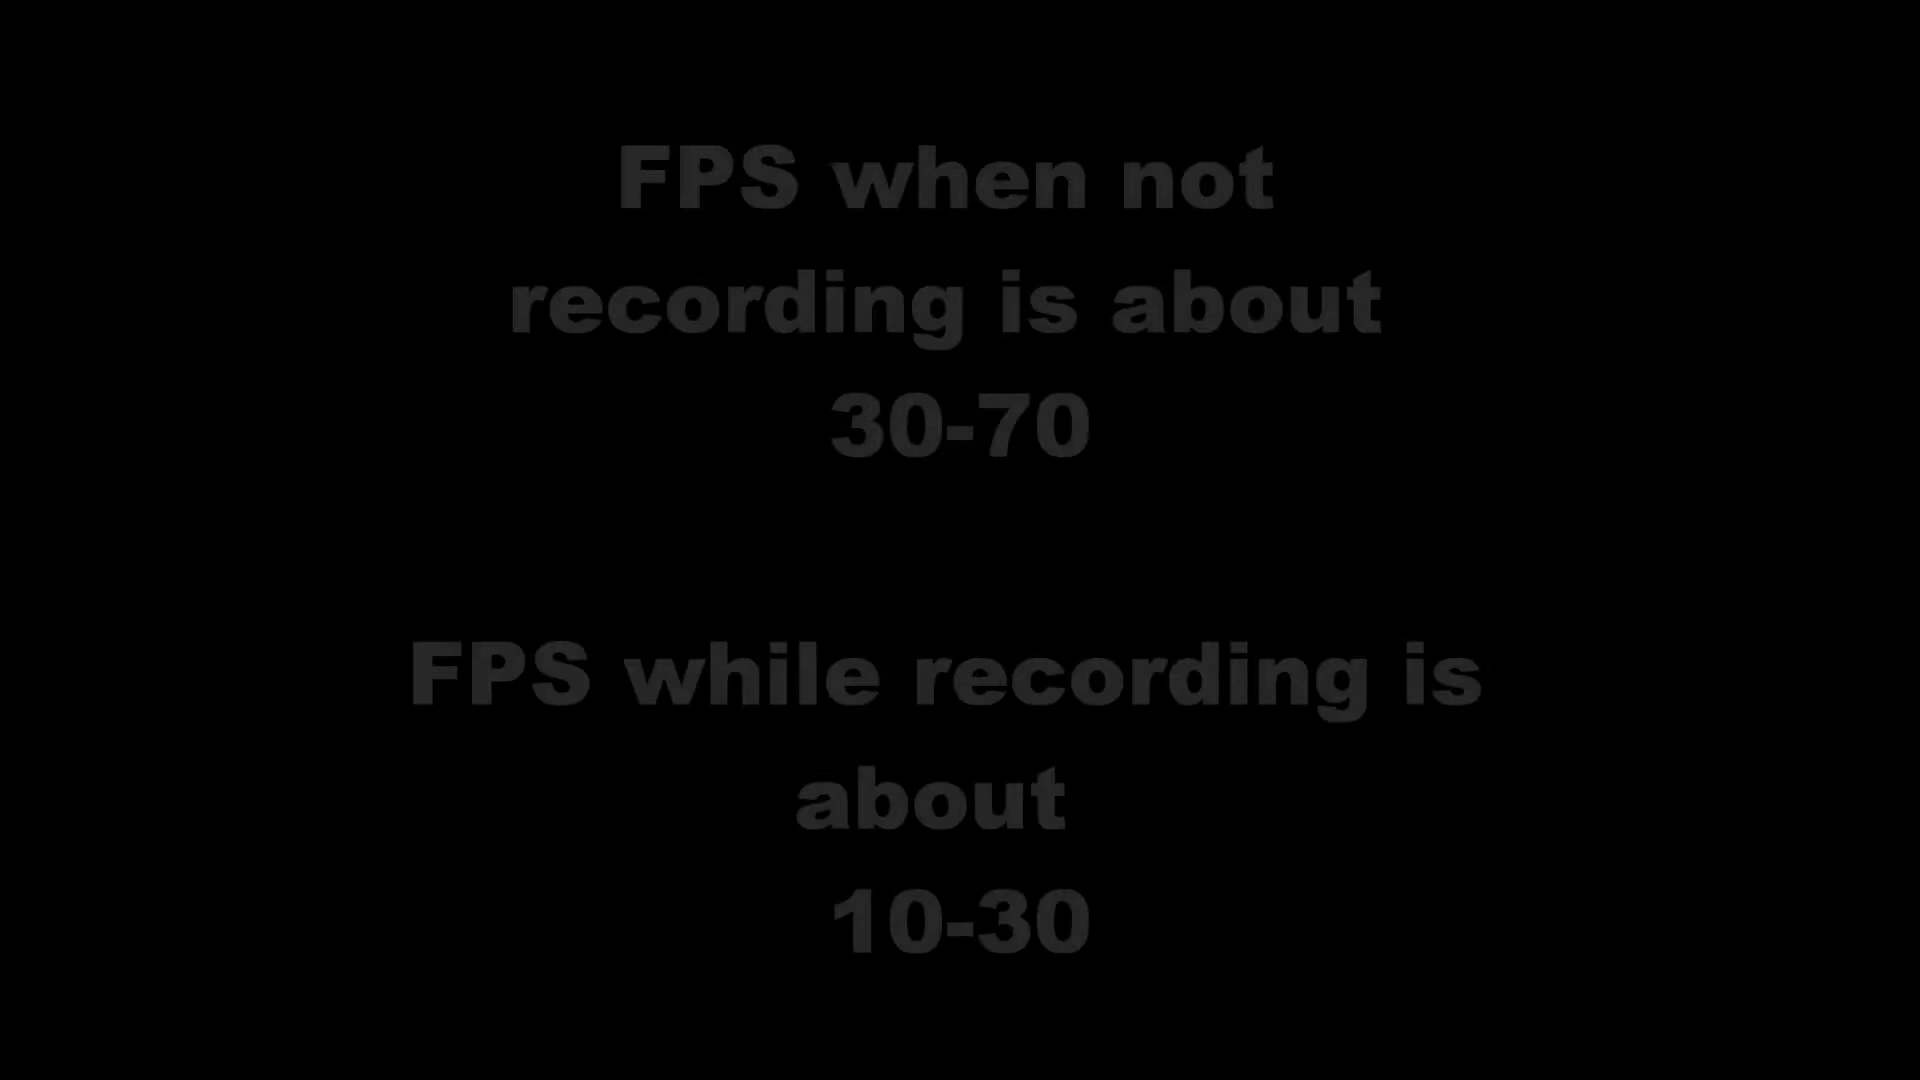 FPS when not
recording is about
30-70
FPS while recording is
about
10-30